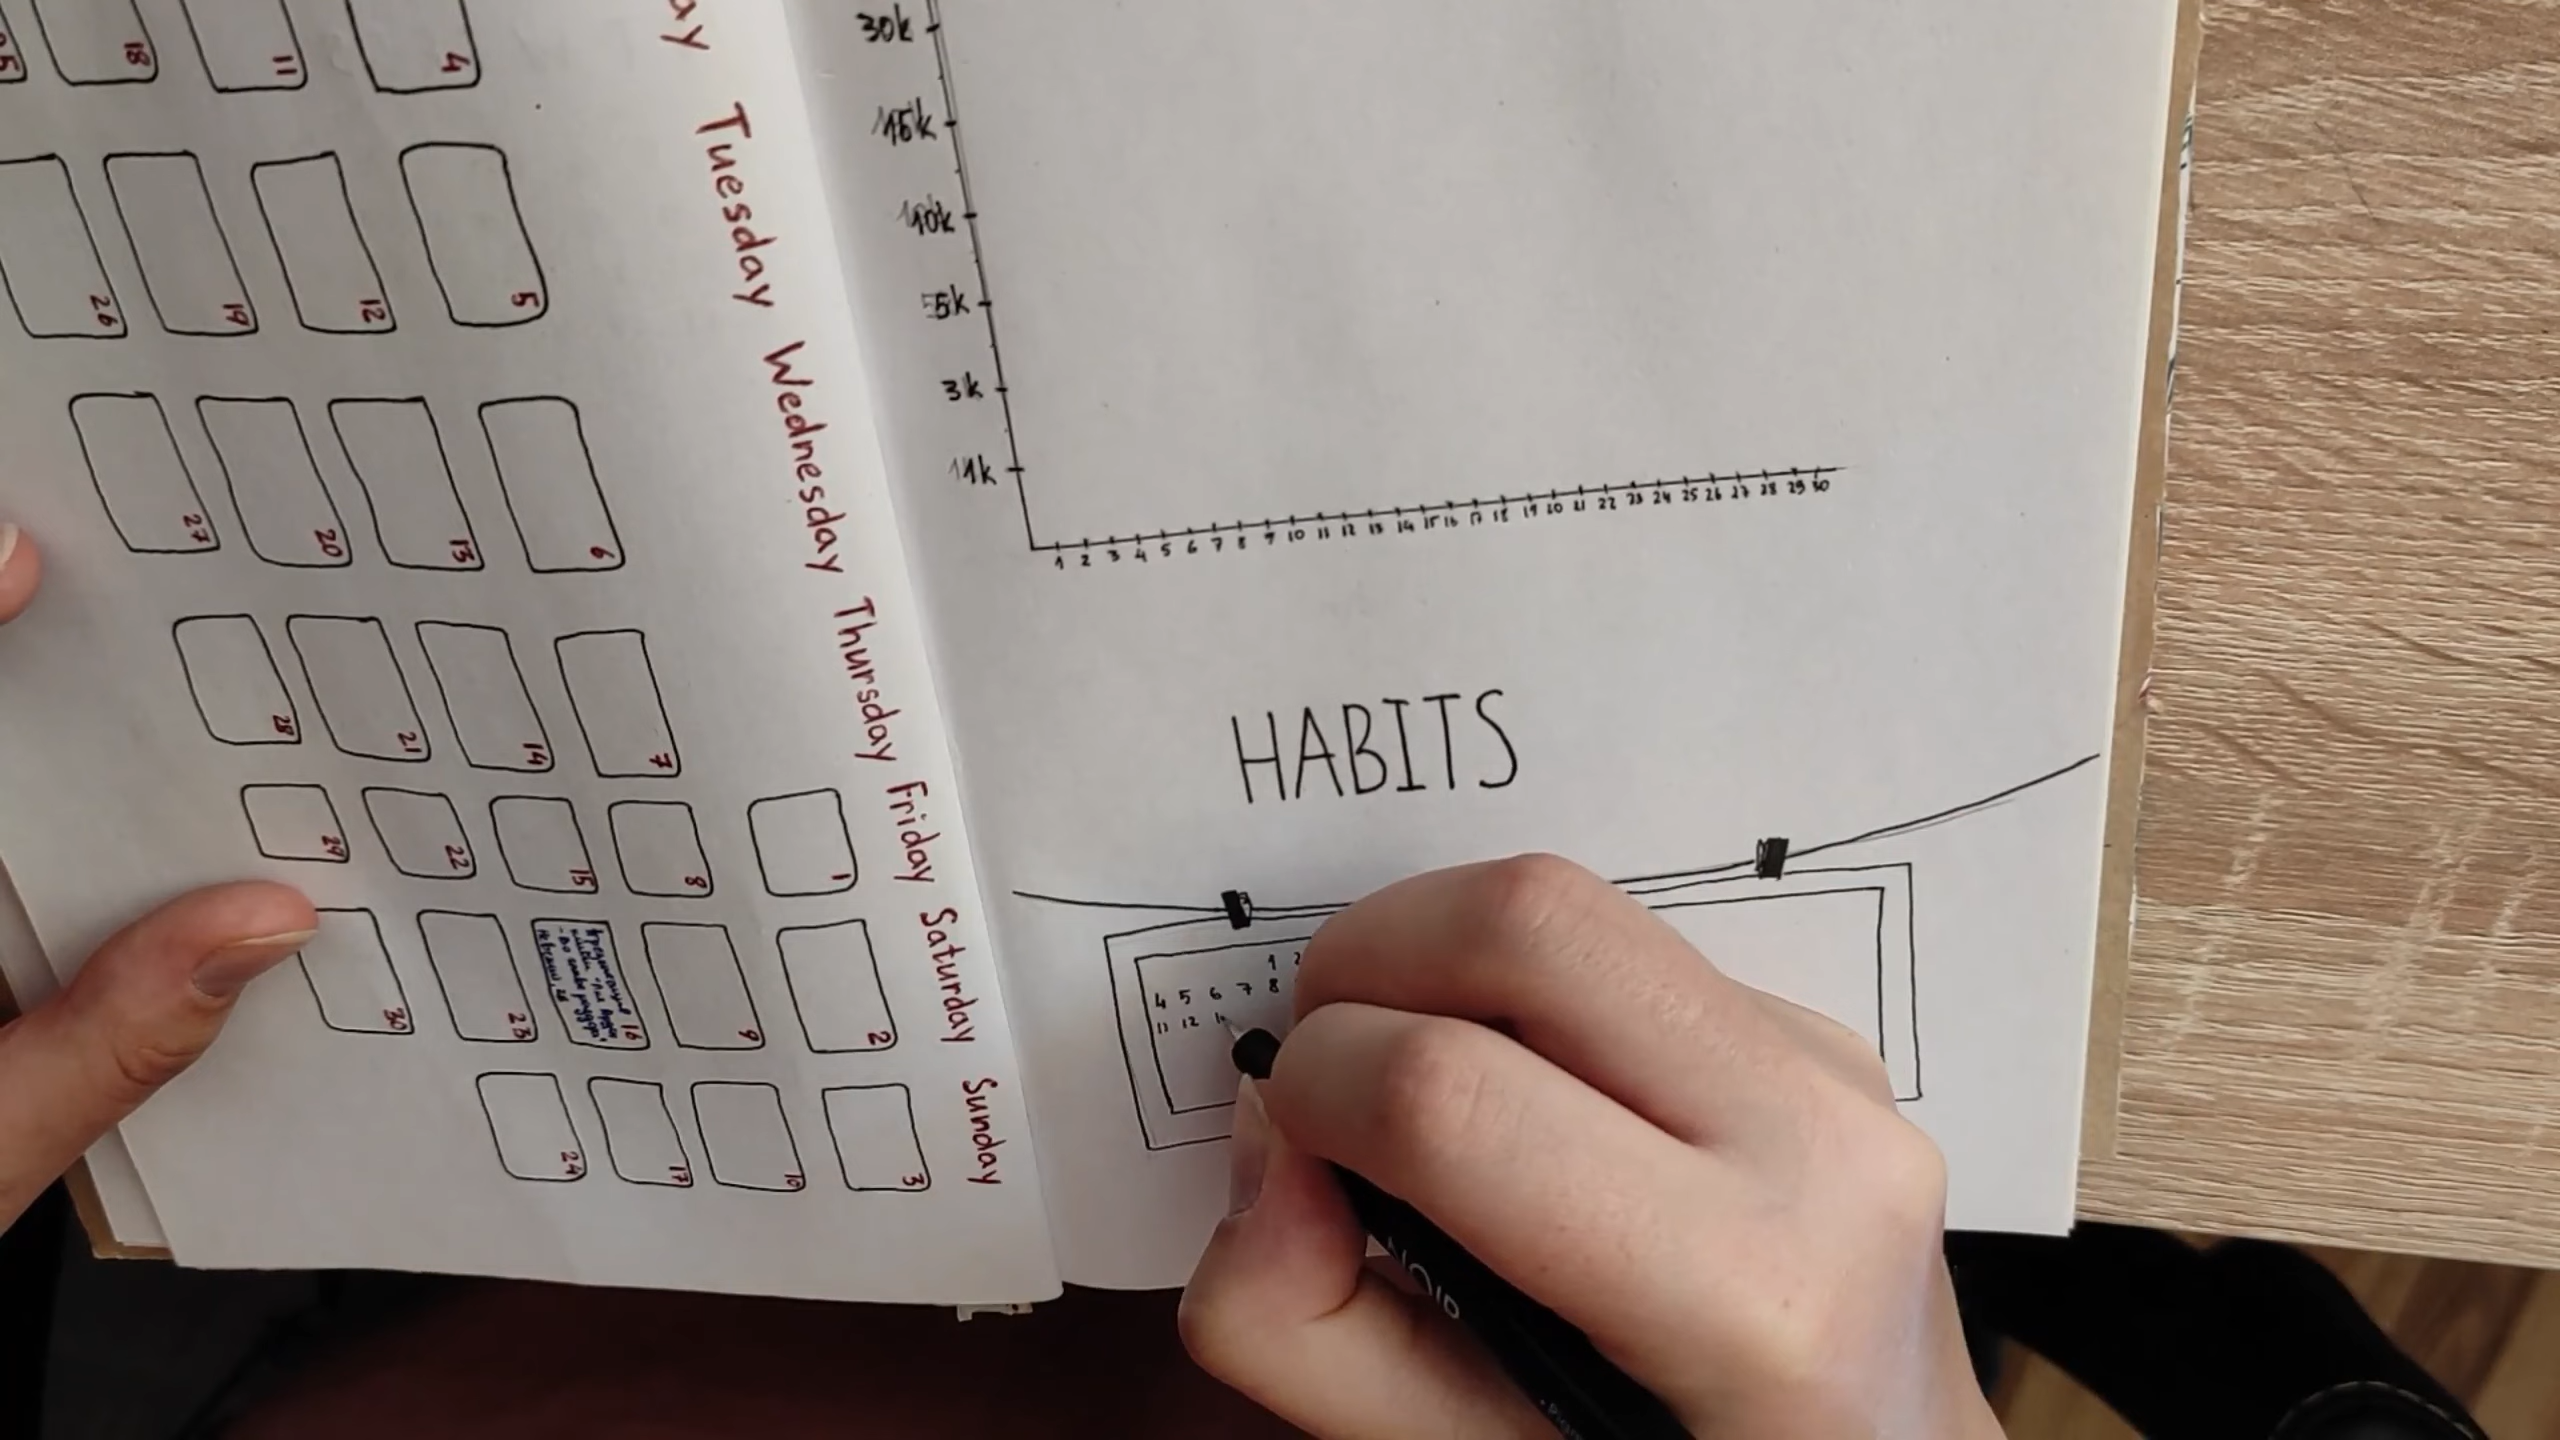 ay
18
11
4
Tuesday
26
19
12
5
Wednesday
27
20
13
6
Thursday
28
21
14
7
Friday
29
22
15
8
1
Saturday
30
23
16
9
2
Sunday
24
17
10
3
30k
15k
10k
5k
3k
1k
1 2 3 4 5 6 7 8 9 10 11 12 13 14 15 16 17 18 19 20 21 22 23 24 25 26 27 28 29 30
HABITS
1 2
4 5 6 7 8
11 12